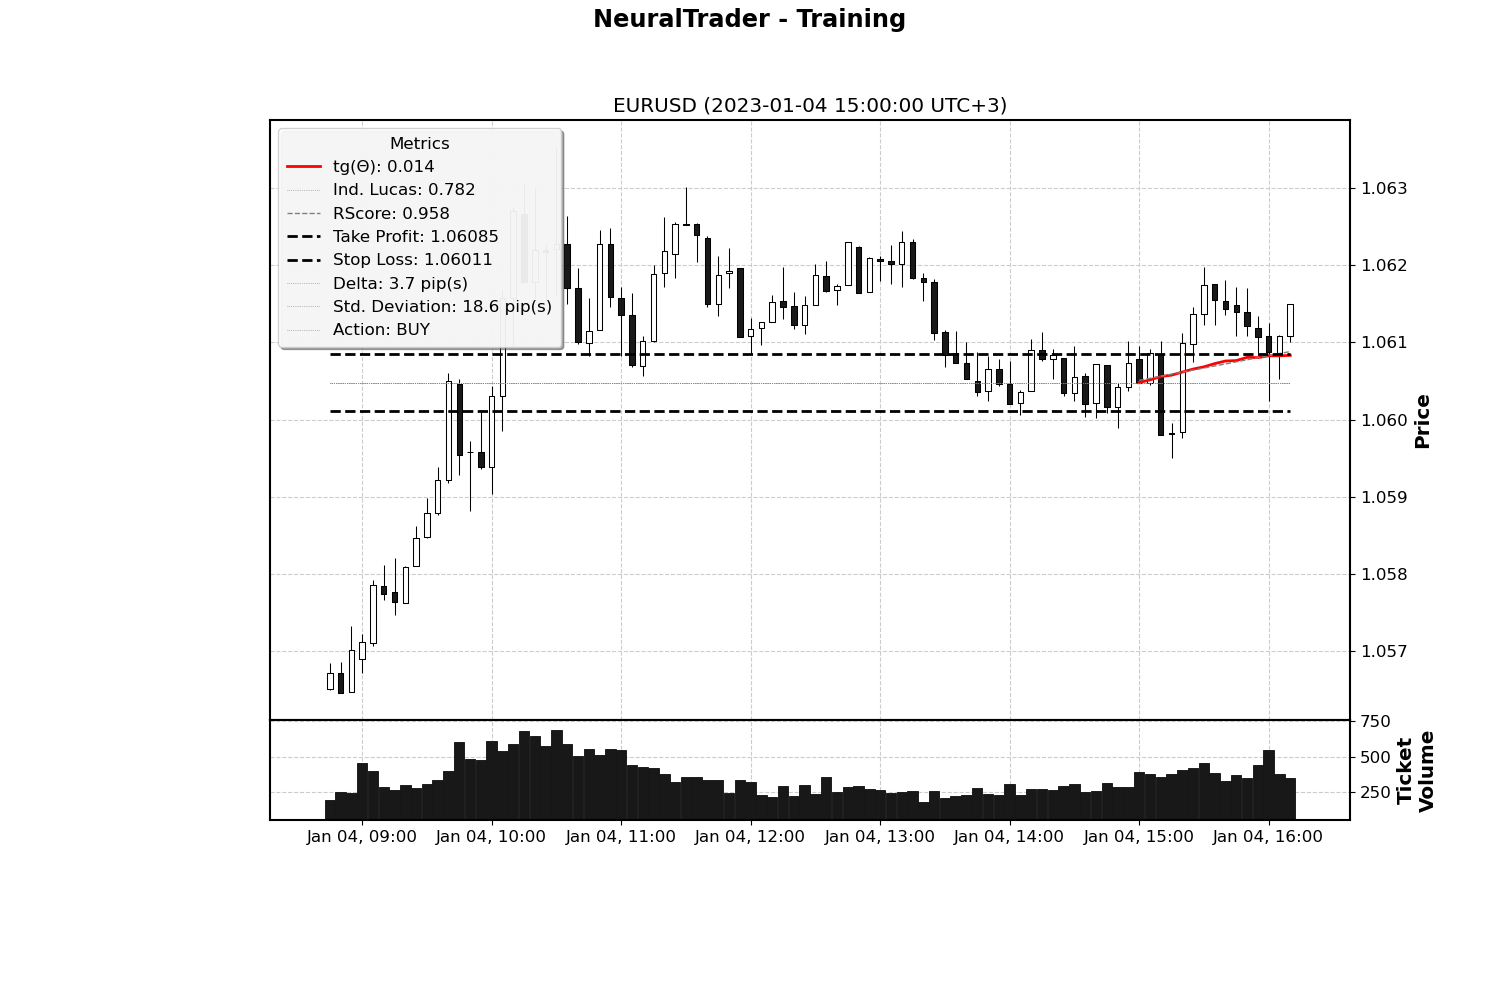 NeuralTrader - Training
EURUSD (2023-01-04 15:00:00 UTC+3)
Metrics
tg(Θ): 0.014
Ind. Lucas: 0.782
RScore: 0.958
Take Profit: 1.06085
Stop Loss: 1.06011
Delta: 3.7 pip(s)
Std. Deviation: 18.6 pip(s)
Action: BUY
1.063
1.062
1.061
1.060
1.059
1.058
1.057
Price
750
500
250
Ticket
Volume
Jan 04, 09:00
Jan 04, 10:00
Jan 04, 11:00
Jan 04, 12:00
Jan 04, 13:00
Jan 04, 14:00
Jan 04, 15:00
Jan 04, 16:00